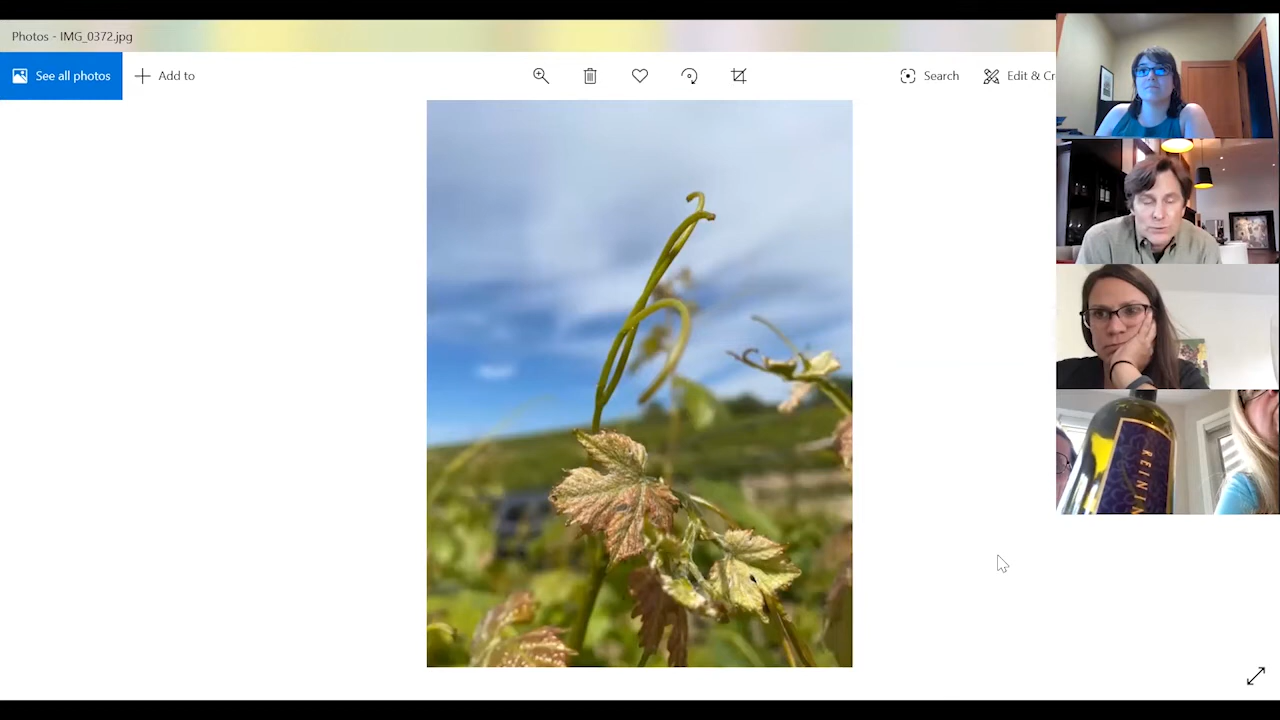 Photos - IMG_0372.jpg
See all photos
Add to
Search
Edit & Cr